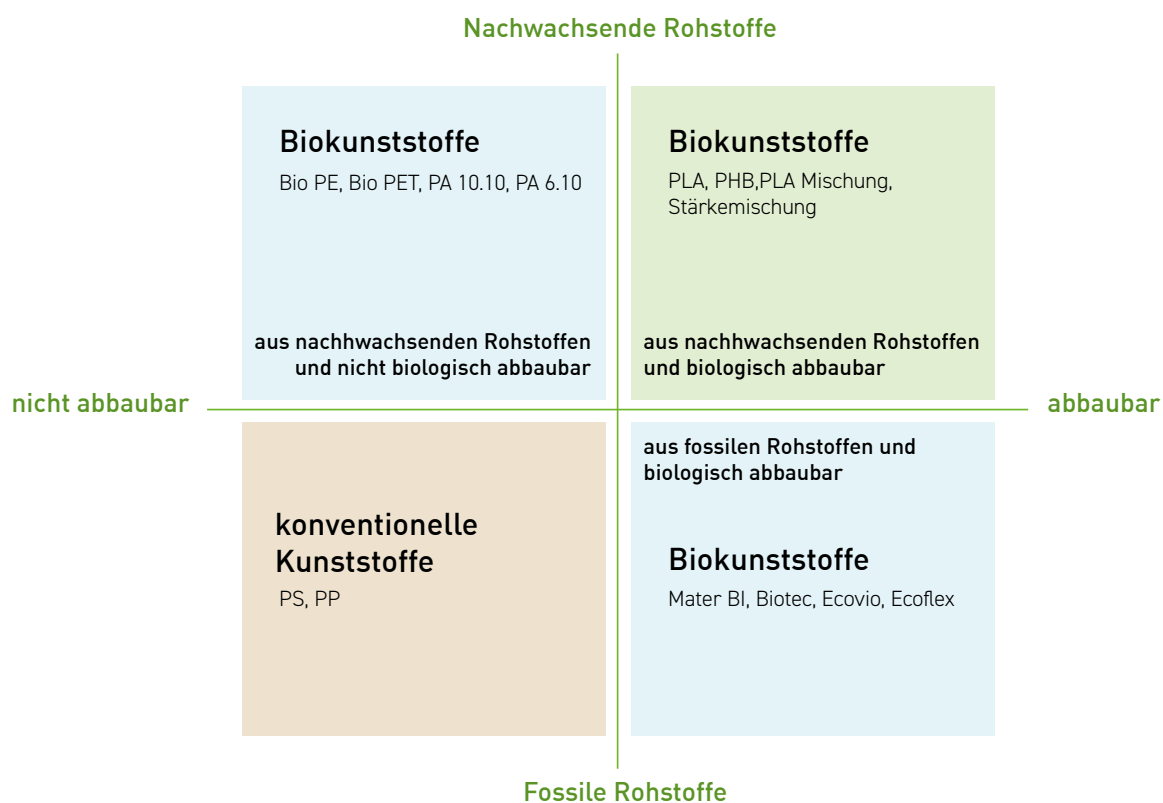 Nachwachsende Rohstoffe
Biokunststoffe
Bio PE, Bio PET, PA 10.10, PA 6.10
aus nachhwachsenden Rohstoffen
und nicht biologisch abbaubar
Biokunststoffe
PLA, PHB,PLA Mischung,
Stärkemischung
aus nachhwachsenden Rohstoffen
und biologisch abbaubar
nicht abbaubar
abbaubar
konventionelle
Kunststoffe
PS, PP
aus fossilen Rohstoffen und
biologisch abbaubar
Biokunststoffe
Mater BI, Biotec, Ecovio, Ecoflex
Fossile Rohstoffe